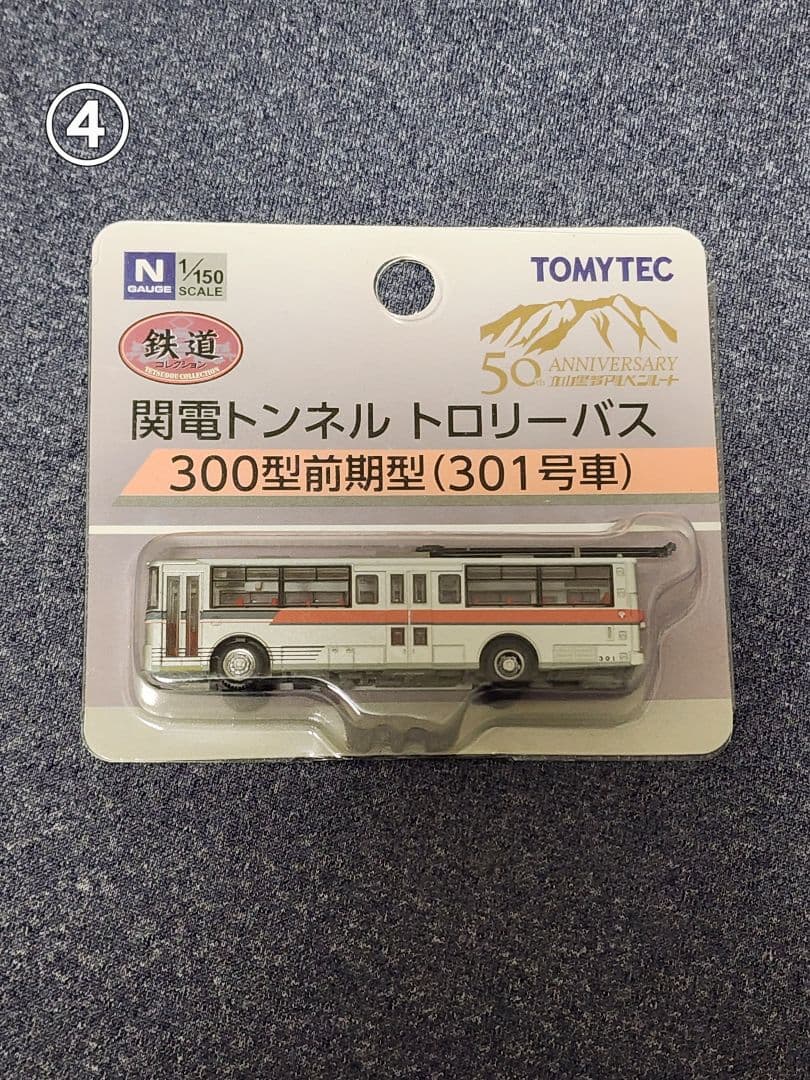 ④
N
GAUGE
1/150
SCALE
TOMYTEC
鉄道
コレクション
TETSUDOU COLLECTION
50th ANNIVERSARY
立山黒部アルペンルート
関電トンネル トロリーバス
300型前期型(301号車)
301